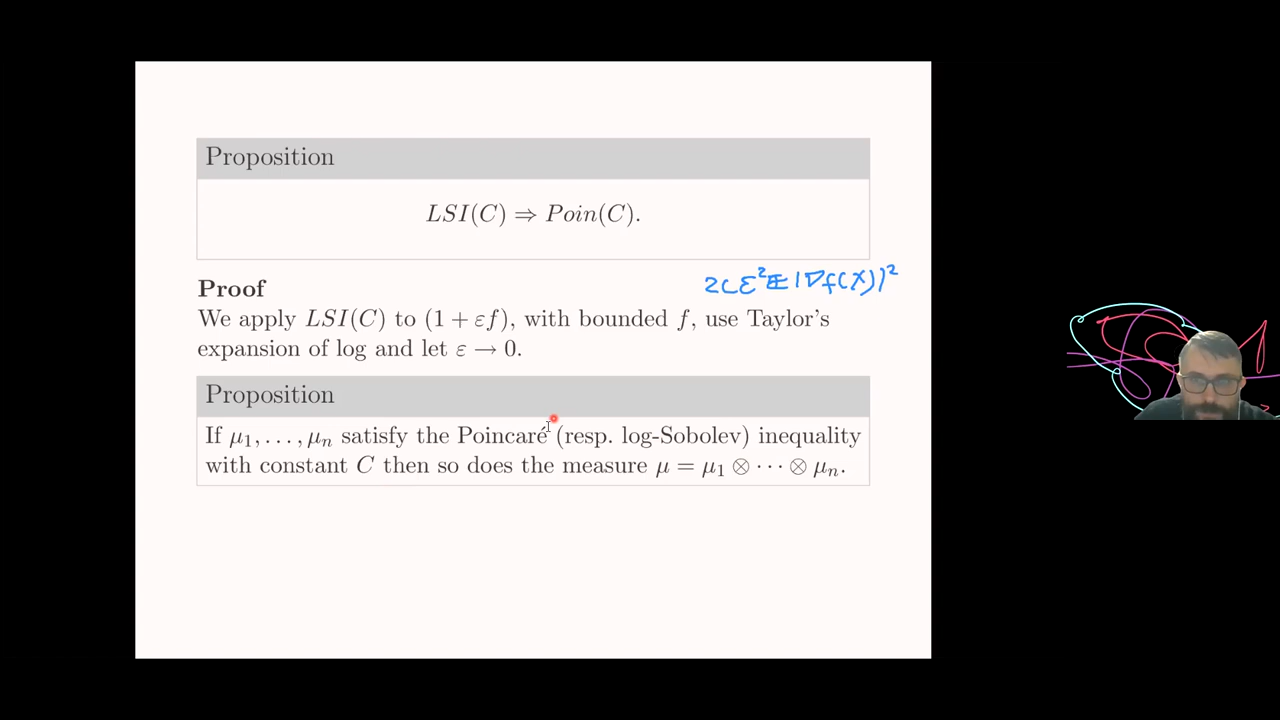 Proposition
LSI(C) ⇒ Poin(C).
2Cε²𝔼|∇f(X)|²
Proof
We apply LSI(C) to (1 + εf), with bounded f, use Taylor's
expansion of log and let ε → 0.
Proposition
If μ₁, . . . , μₙ satisfy the Poincaré (resp. log-Sobolev) inequality
with constant C then so does the measure μ = μ₁ ⊗ · · · ⊗ μₙ.